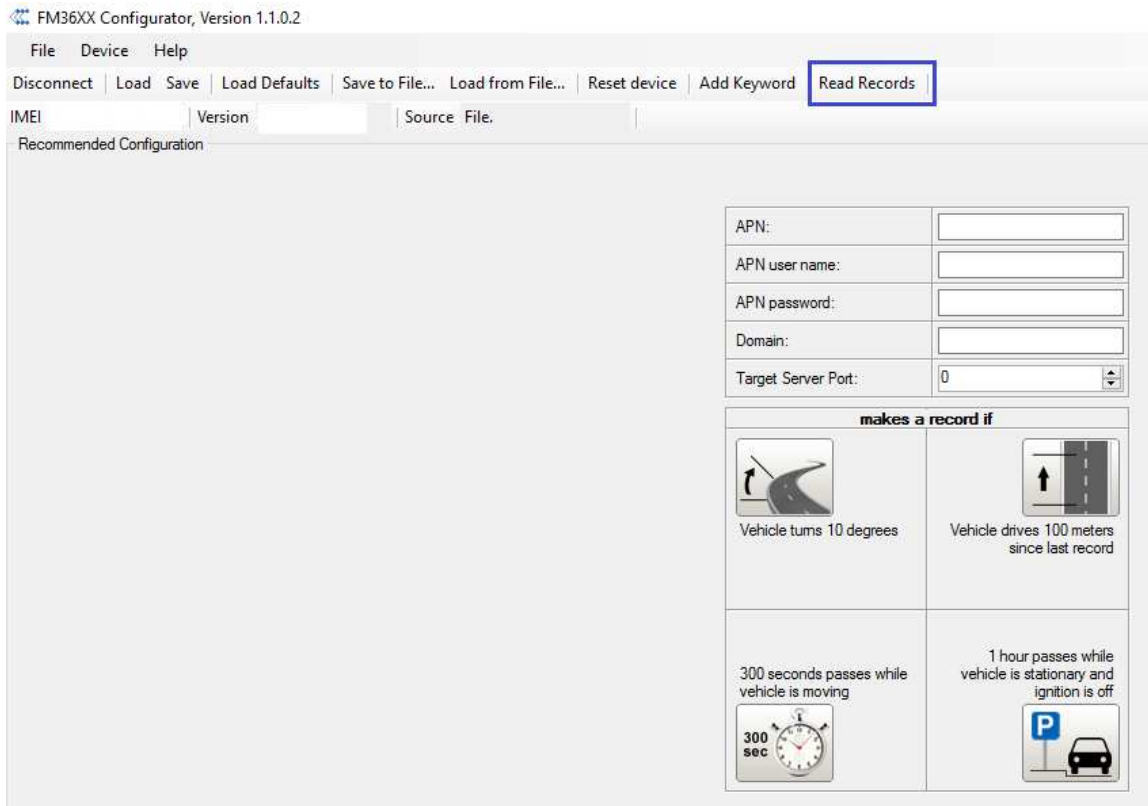 FM36XX Configurator, Version 1.1.0.2
File Device Help
Disconnect Load Save Load Defaults Save to File... Load from File... Reset device Add Keyword Read Records
IMEI Version Source File.
Recommended Configuration
APN:
APN user name:
APN password:
Domain:
Target Server Port: 0
makes a record if
Vehicle turns 10 degrees
Vehicle drives 100 meters
since last record
300 seconds passes while
vehicle is moving
300
sec
1 hour passes while
vehicle is stationary and
ignition is off
P